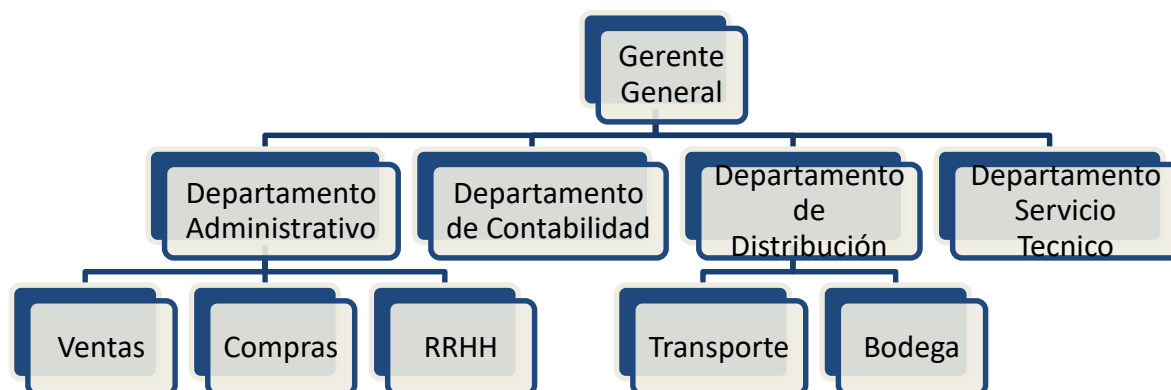 Gerente
General
Departamento
Administrativo
Departamento
de Contabilidad
Departamento
de
Distribución
Departamento
Servicio
Tecnico
Ventas
Compras
RRHH
Transporte
Bodega